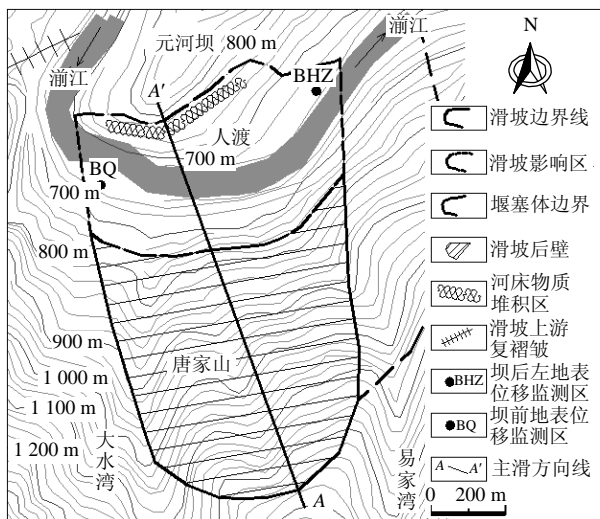 湔江
元河坝 800 m
BHZ
湔江
N
A′
人渡
700 m
BQ
700 m
800 m
900 m
唐家山
1 000 m
1 100 m
1 200 m
大水湾
易家湾
A
滑坡边界线
滑坡影响区
堰塞体边界
滑坡后壁
河床物质
堆积区
滑坡上游
复褶皱
BHZ
坝后左地表
位移监测区
BQ
坝前地表位
移监测区
A A′
主滑方向线
0 200 m